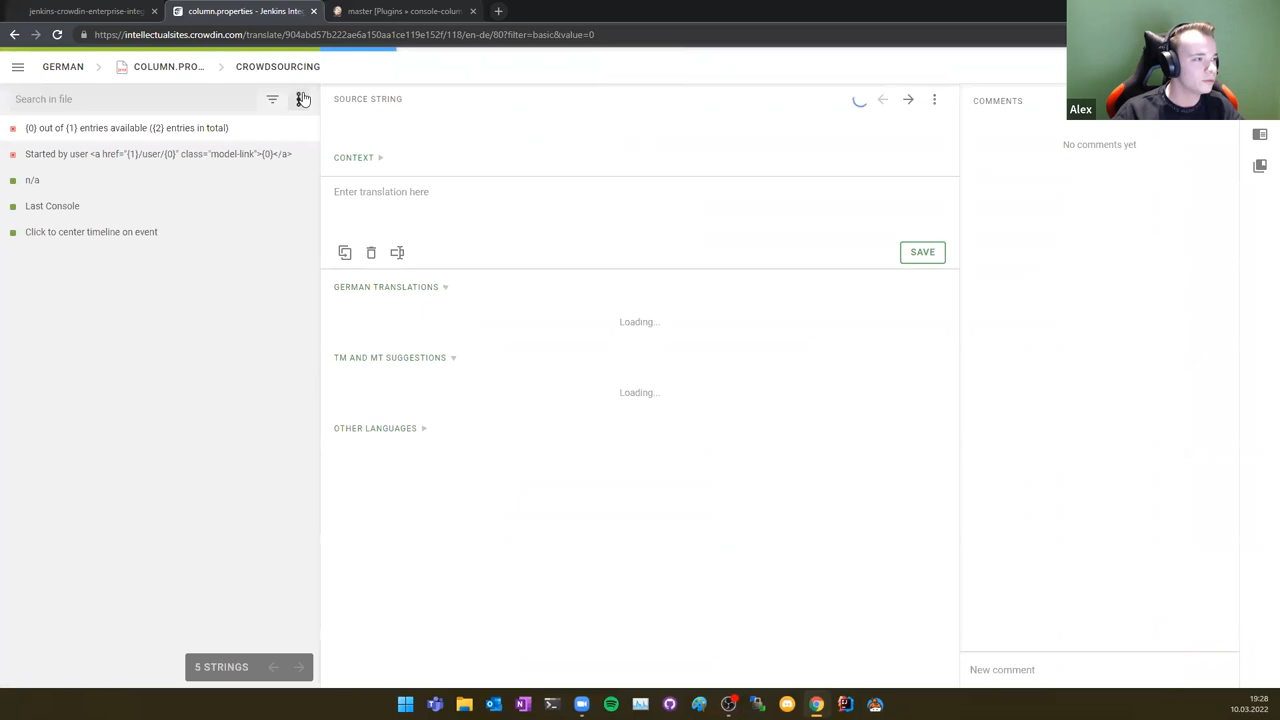 jenkins-crowdin-enterprise-integ
column.properties - Jenkins Inte
master [Plugins » console-colum
https://intellectualsites.crowdin.com/translate/904abd57b222ae6a150aa1ce119e152f/118/en-de/80?filter=basic&value=0
GERMAN
COLUMN.PRO...
CROWDSOURCING
Search in file
SOURCE STRING
COMMENTS
Alex
{0} out of {1} entries available ({2} entries in total)
Started by user <a href="{1}/user/{0}" class="model-link">{0}</a>
n/a
Last Console
Click to center timeline on event
CONTEXT
Enter translation here
SAVE
GERMAN TRANSLATIONS
Loading...
TM AND MT SUGGESTIONS
Loading...
OTHER LANGUAGES
No comments yet
5 STRINGS
New comment
19:28
10.03.2022